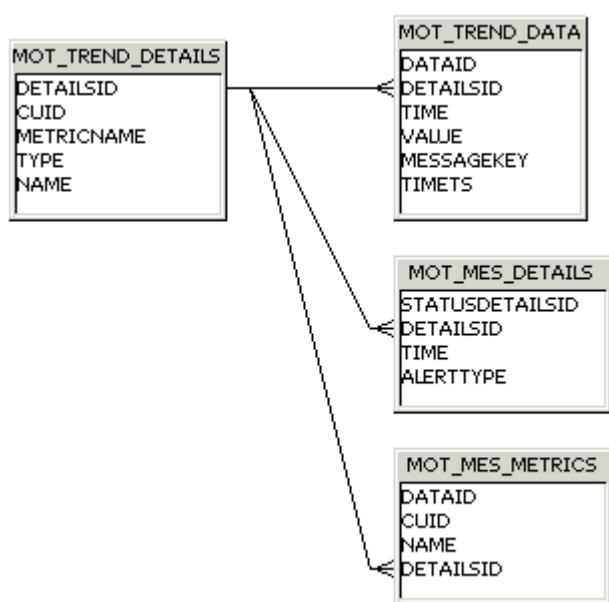 MOT_TREND_DETAILS
DETAILSID
CUID
METRICNAME
TYPE
NAME
MOT_TREND_DATA
DATAID
DETAILSID
TIME
VALUE
MESSAGEKEY
TIMETS
MOT_MES_DETAILS
STATUSDETAILSID
DETAILSID
TIME
ALERTTYPE
MOT_MES_METRICS
DATAID
CUID
NAME
DETAILSID